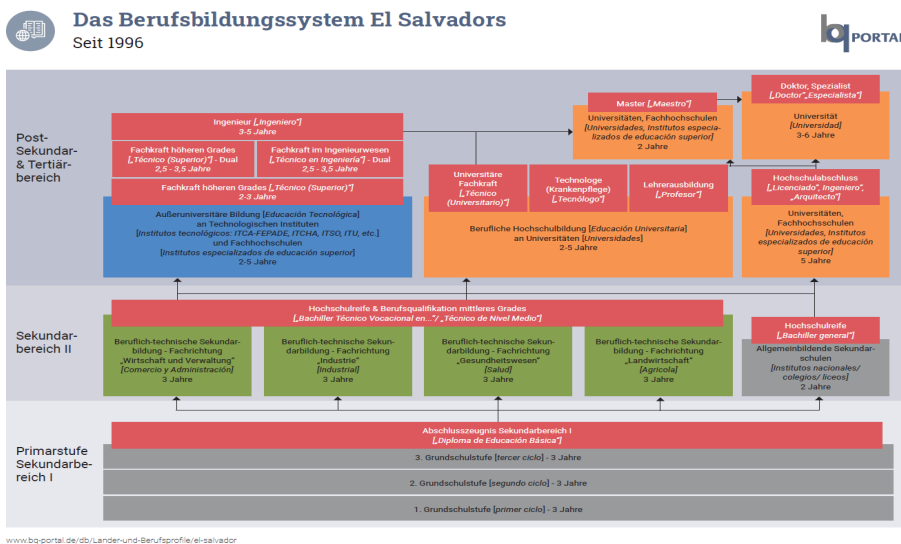 Das Berufsbildungssystem El Salvadors
Seit 1996
bq PORTAL
Post-
Sekundar-
& Tertiär-
bereich
Ingenieur [„Ingeniero"]
3-5 Jahre
Fachkraft höheren Grades
[„Técnico (Superior)"] - Dual
2,5 - 3,5 Jahre
Fachkraft im Ingenieurwesen
[„Técnico en Ingeniería"] - Dual
2,5 - 3,5 Jahre
Fachkraft höheren Grades [„Técnico (Superior)"]
2-3 Jahre
Außeruniversitäre Bildung [Educación Tecnológica]
an Technologischen Instituten
[Institutos tecnológicos: ITCA-FEPADE, ITCHA, ITSO, ITU, etc.]
und Fachhochschulen
[Institutos especializados de educación superior]
2-5 Jahre
Universitäre
Fachkraft
[„Técnico
(Universitario)"]
Technologe
(Krankenpflege)
[„Tecnólogo"]
Lehrerausbildung
[„Profesor"]
Berufliche Hochschulbildung [Educación Universitaria]
an Universitäten [Universidades]
2-5 Jahre
Master [„Maestro"]
Universitäten, Fachhochschulen
[Universidades, Institutos especia-
lizados de educación superior]
2 Jahre
Doktor, Spezialist
[„Doctor"„Especialista"]
Universität
[Universidad]
3-6 Jahre
Hochschulabschluss
[„Licenciado", Ingeniero",
„Arquitecto"]
Universitäten,
Fachhochsschulen
[Universidades, Institutos
especializados de educación
superior]
5 Jahre
Sekundar-
bereich II
Hochschulreife & Berufsqualifikation mittleres Grades
[„Bachiller Técnico Vocacional en..."/ „Técnico de Nivel Medio"]
Beruflich-technische Sekundar-
bildung - Fachrichtung
„Wirtschaft und Verwaltung"
[Comercio y Administración]
3 Jahre
Beruflich-technische Sekun-
darbildung - Fachrichtung
„Industrie"
[Industrial]
3 Jahre
Beruflich-technische Sekun-
darbildung - Fachrichtung
„Gesundheitswesen"
[Salud]
3 Jahre
Beruflich-technische Sekundar-
bildung - Fachrichtung
„Landwirtschaft"
[Agrícola]
3 Jahre
Hochschulreife
[„Bachiller general"]
Allgemeinbildende Sekundar-
schulen
[Institutos nacionales/
colegios/ liceos]
2 Jahre
Primarstufe
Sekundarbe-
reich I
Abschlusszeugnis Sekundarbereich I
[„Diploma de Educación Básica"]
3. Grundschulstufe [tercer ciclo] - 3 Jahre
2. Grundschulstufe [segundo ciclo] - 3 Jahre
1. Grundschulstufe [primer ciclo] - 3 Jahre
www.bq-portal.de/db/Länder-und-Berufsprofile/el-salvador